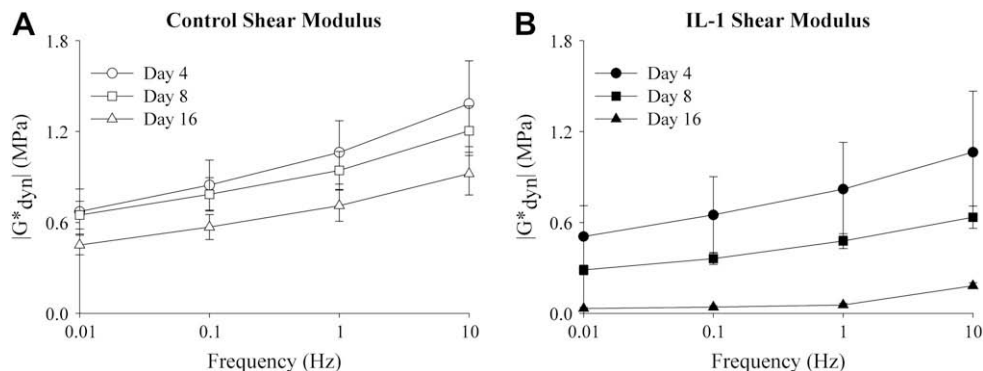 A
Control Shear Modulus
1.8
1.2
0.6
0.0
|G*dyn| (MPa)
Day 4
Day 8
Day 16
0.01
0.1
1
10
Frequency (Hz)
B
IL-1 Shear Modulus
1.8
1.2
0.6
0.0
|G*dyn| (MPa)
Day 4
Day 8
Day 16
0.01
0.1
1
10
Frequency (Hz)